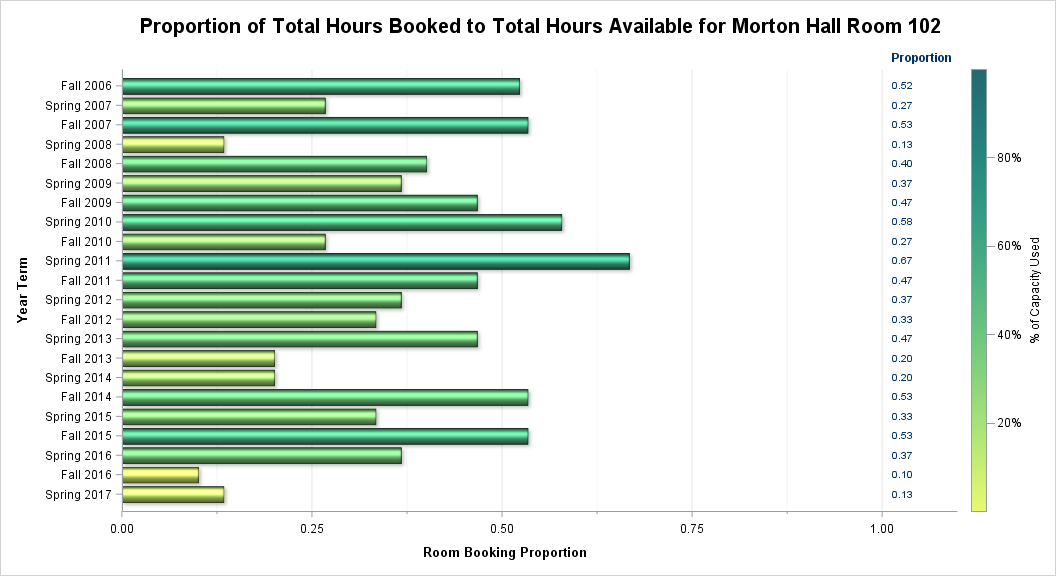 Proportion of Total Hours Booked to Total Hours Available for Morton Hall Room 102
Proportion
Fall 2006 0.52
Spring 2007 0.27
Fall 2007 0.53
Spring 2008 0.13
Fall 2008 0.40
Spring 2009 0.37
Fall 2009 0.47
Spring 2010 0.58
Fall 2010 0.27
Spring 2011 0.67
Fall 2011 0.47
Spring 2012 0.37
Fall 2012 0.33
Spring 2013 0.47
Fall 2013 0.20
Spring 2014 0.20
Fall 2014 0.53
Spring 2015 0.33
Fall 2015 0.53
Spring 2016 0.37
Fall 2016 0.10
Spring 2017 0.13
Year Term
0.00 0.25 0.50 0.75 1.00
Room Booking Proportion
80%
60%
40%
20%
% of Capacity Used